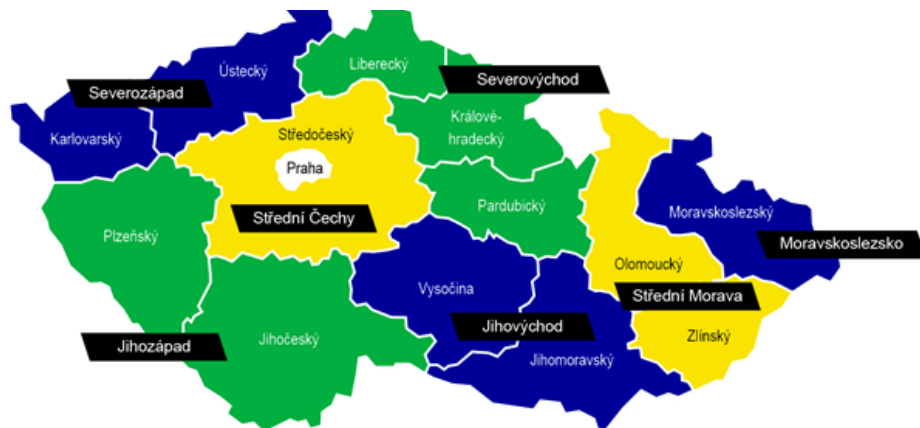 Ústecký
Liberecký
Severovýchod
Severozápad
Králové-
hradecký
Karlovarský
Středočeský
Praha
Střední Čechy
Pardubický
Moravskoslezský
Moravskoslezsko
Plzeňský
Olomoucký
Vysočina
Střední Morava
Jihovýchod
Zlínský
Jihozápad
Jihočeský
Jihomoravský